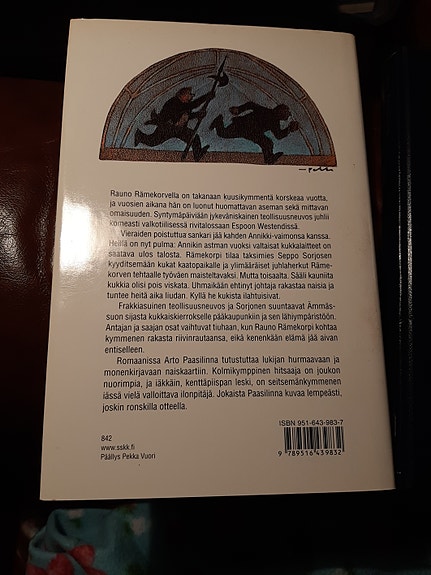 Rauno Rämekorvella on takanaan kuusikymmentä korskeaa vuotta,
ja vuosien aikana hän on luonut huomattavan aseman sekä mittavan
omaisuuden. Syntymäpäivään jykeväniskainen teollisuusneuvos juhlii
komeasti valkotiilisessä rivitalossaan Espoon Westendissä.
Vieraiden poistuttua sankari jää kahden Annikki-vaimonsa kanssa.
Heillä on nyt pulma: Annikin astman vuoksi valtaiset kukkalaitteet on
saatava ulos talosta. Rämekorpi tilaa taksimies Seppo Sorjosen
kyyditsemään kukat kaatopaikalle ja ylimääräiset juhlaherkut Räme-
korven tehtaalle työväen maisteltavaksi. Mutta toisaalta. Sääli kauniita
kukkia olisi pois viskata. Uhmaikään ehtinyt johtaja rakastaa naisia ja
tuntee heitä aika liudan. Kyllä he kukista ilahtuisivat.
Frakkiasuinen teollisuusneuvos ja Sorjonen suuntaavat Ämmäs-
suon sijasta kukkaskierrokselle pääkaupunkiin ja sen lähiympäristöön.
Antajan ja saajan osat vaihtuvat tiuhaan, kun Rauno Rämekorpi kohtaa
kymmenen rakasta riivinrautaansa, eikä kenenkään elämä jää aivan
entiselleen.
Romaanissa Arto Paasilinna tutustuttaa lukijan hurmaavaan ja
monenkirjavaan naiskaartiin. Kolmikymppinen hitsaaja on joukon
nuorimpia, ja iäkkäin, kenttäpiispan leski, on seitsemänkymmenen
iässä vielä valloittava ilonpitäjä. Jokaista Paasilinna kuvaa lempeästi,
joskin ronskilla otteella.
ISBN 951-643-983-7
842
www.sskk.fi
Päällys Pekka Vuori
9 789516 439832